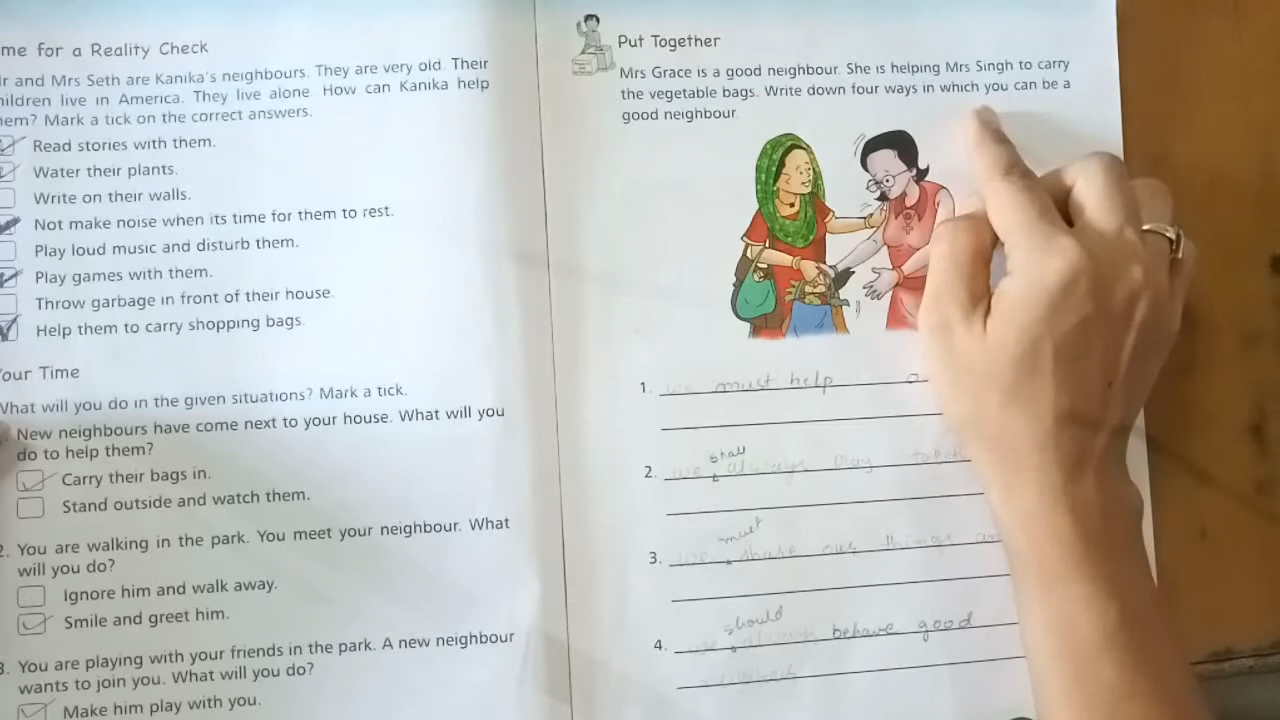 me for a Reality Check
r and Mrs Seth are Kanika's neighbours. They are very old. Their
hildren live in America. They live alone. How can Kanika help
hem? Mark a tick on the correct answers.
Read stories with them.
Water their plants.
Write on their walls.
Not make noise when its time for them to rest.
Play loud music and disturb them.
Play games with them.
Throw garbage in front of their house.
Help them to carry shopping bags.
our Time
What will you do in the given situations? Mark a tick.
New neighbours have come next to your house. What will you
do to help them?
Carry their bags in.
Stand outside and watch them.
2. You are walking in the park. You meet your neighbour. What
will you do?
Ignore him and walk away.
Smile and greet him.
3. You are playing with your friends in the park. A new neighbour
wants to join you. What will you do?
Make him play with you.
Put Together
Mrs Grace is a good neighbour. She is helping Mrs Singh to carry
the vegetable bags. Write down four ways in which you can be a
good neighbour.
1. we must help
2. we shall always play
3. we must share our things
4. we should always behave good